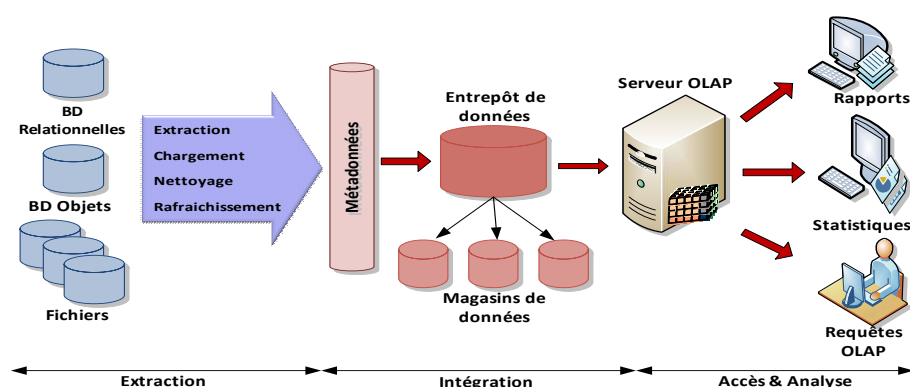 BD
Relationnelles
BD Objets
Fichiers
Extraction
Chargement
Nettoyage
Rafraichissement
Métadonnées
Entrepôt de
données
Magasins de
données
Serveur OLAP
Rapports
Statistiques
Requêtes
OLAP
Extraction
Intégration
Accès & Analyse